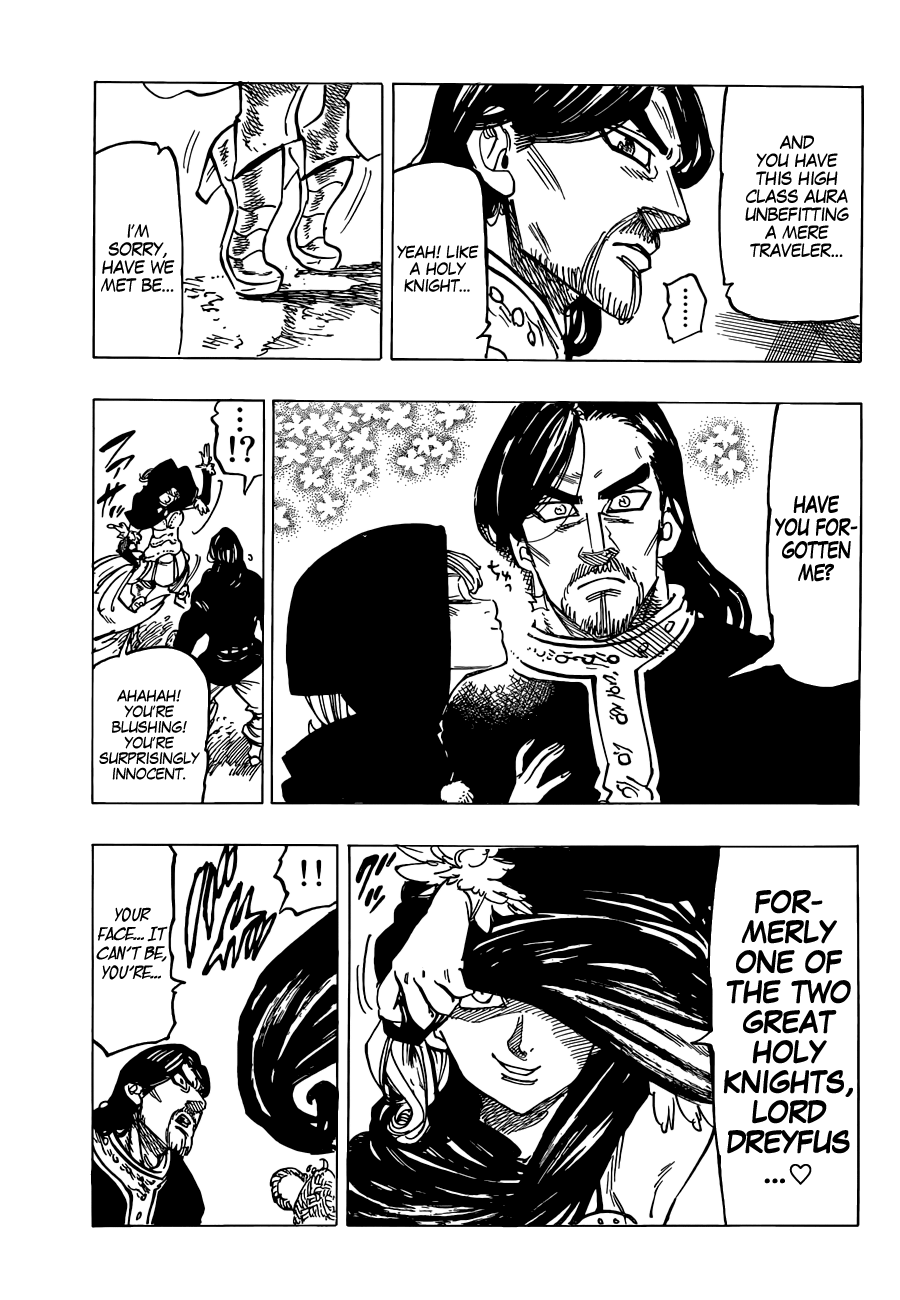 AND
YOU HAVE
THIS HIGH
CLASS AURA
UNBEFITTING
A MERE
TRAVELER...
......
YEAH! LIKE
A HOLY
KNIGHT...
I'M
SORRY,
HAVE WE
MET BE...
HAVE
YOU FOR-
GOTTEN
ME?
...!?
AHAHAH!
YOU'RE
BLUSHING!
YOU'RE
SURPRISINGLY
INNOCENT.
FOR-
MERLY
ONE OF
THE TWO
GREAT
HOLY
KNIGHTS,
LORD
DREYFUS
...♡
!!
YOUR
FACE... IT
CAN'T BE,
YOU'RE...